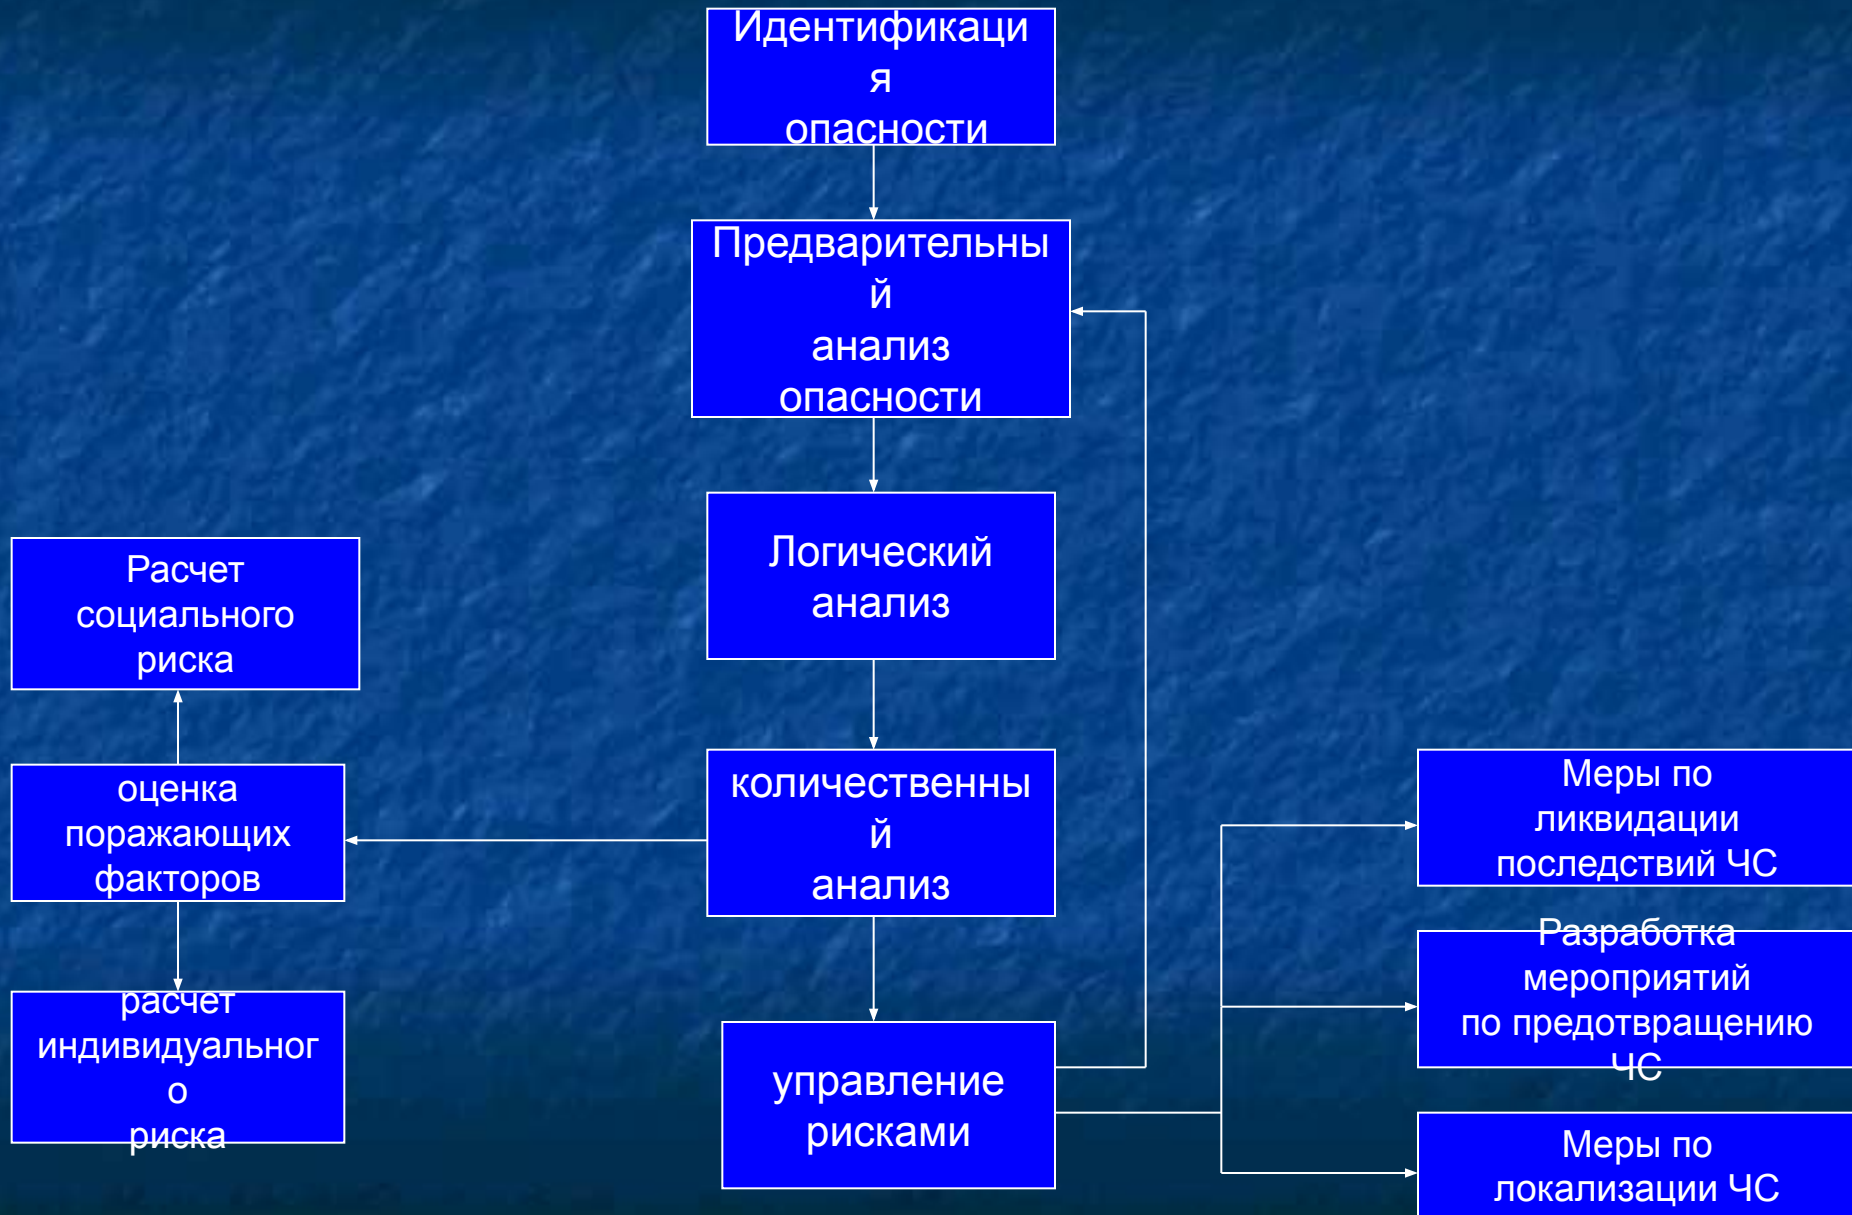 Идентификаци
я
опасности
Предварительны
й
анализ
опасности
Логический
анализ
Расчет
социального
риска
оценка
поражающих
факторов
количественны
й
анализ
Меры по
ликвидации
последствий ЧС
Разработка
мероприятий
по предотвращению
ЧС
расчет
индивидуальног
о
риска
управление
рисками
Меры по
локализации ЧС